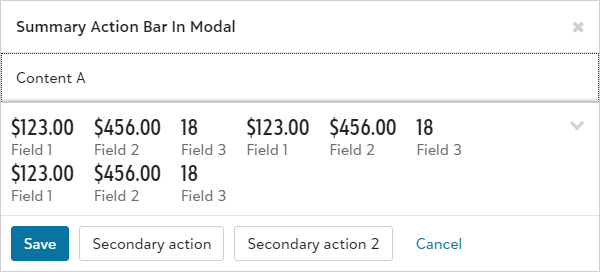 Summary Action Bar In Modal
Content A
$123.00 $456.00 18 $123.00 $456.00 18
Field 1 Field 2 Field 3 Field 1 Field 2 Field 3
$123.00 $456.00 18
Field 1 Field 2 Field 3
Save Secondary action Secondary action 2 Cancel